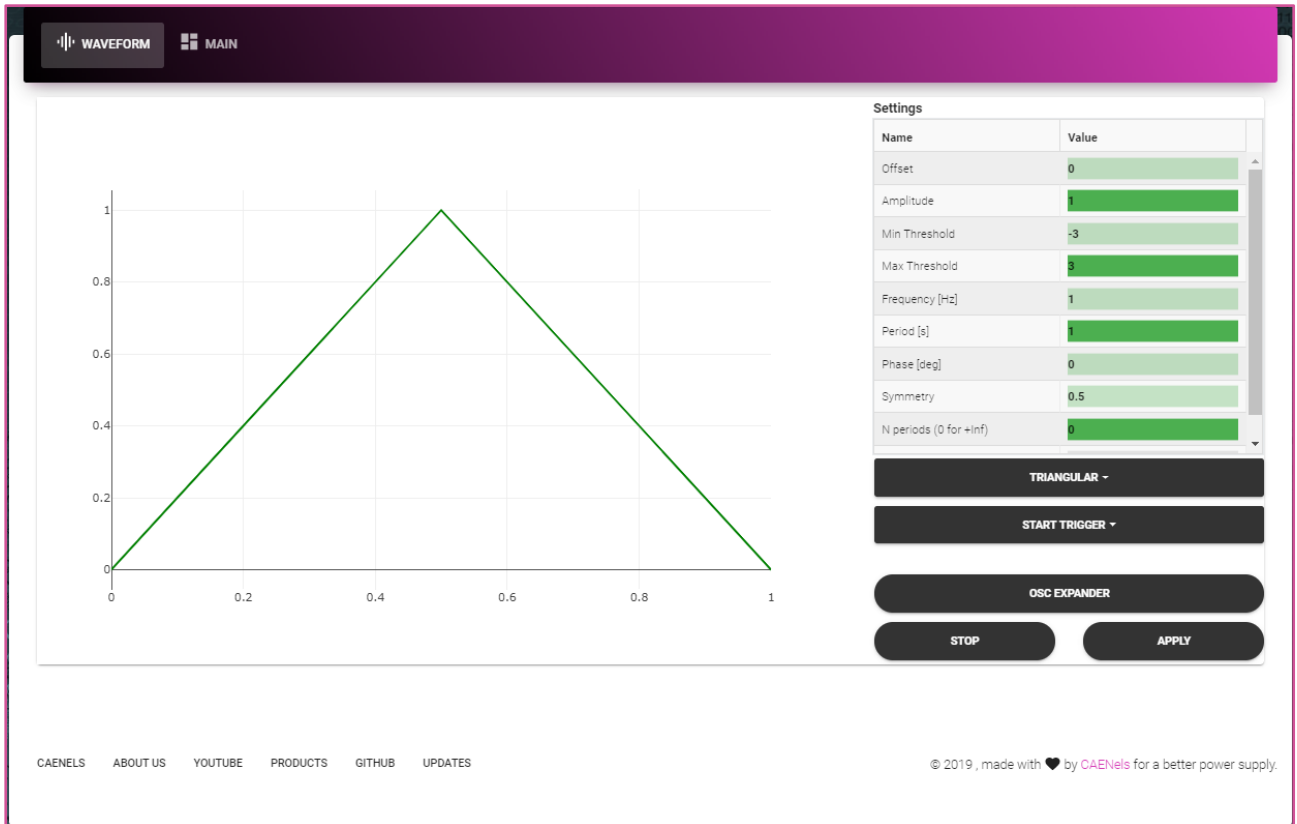 WAVEFORM
MAIN
1
0.8
0.6
0.4
0.2
0
0 0.2 0.4 0.6 0.8 1
Settings
Name Value
Offset 0
Amplitude 1
Min Threshold -3
Max Threshold 3
Frequency [Hz] 1
Period [s] 1
Phase [deg] 0
Symmetry 0.5
N periods (0 for +Inf) 0
TRIANGULAR
START TRIGGER
OSC EXPANDER
STOP APPLY
CAENELS ABOUT US YOUTUBE PRODUCTS GITHUB UPDATES
© 2019 , made with ♥ by CAENels for a better power supply.